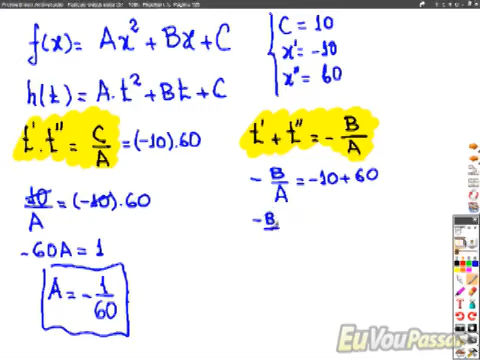 f(x) = Ax² + Bx + C
h(t) = A.t² + Bt + C
t'.t'' = C/A = (-10).60
10/A = (-10).60
-60A = 1
A = -1/60
C = 10
x' = -10
x'' = 60
t' + t'' = - B/A
- B/A = -10 + 60
-B
EuVouPassar